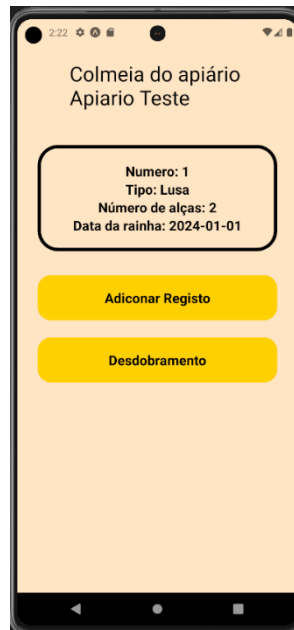 2:22
Colmeia do apiário
Apiario Teste
Numero: 1
Tipo: Lusa
Número de alças: 2
Data da rainha: 2024-01-01
Adiconar Registo
Desdobramento